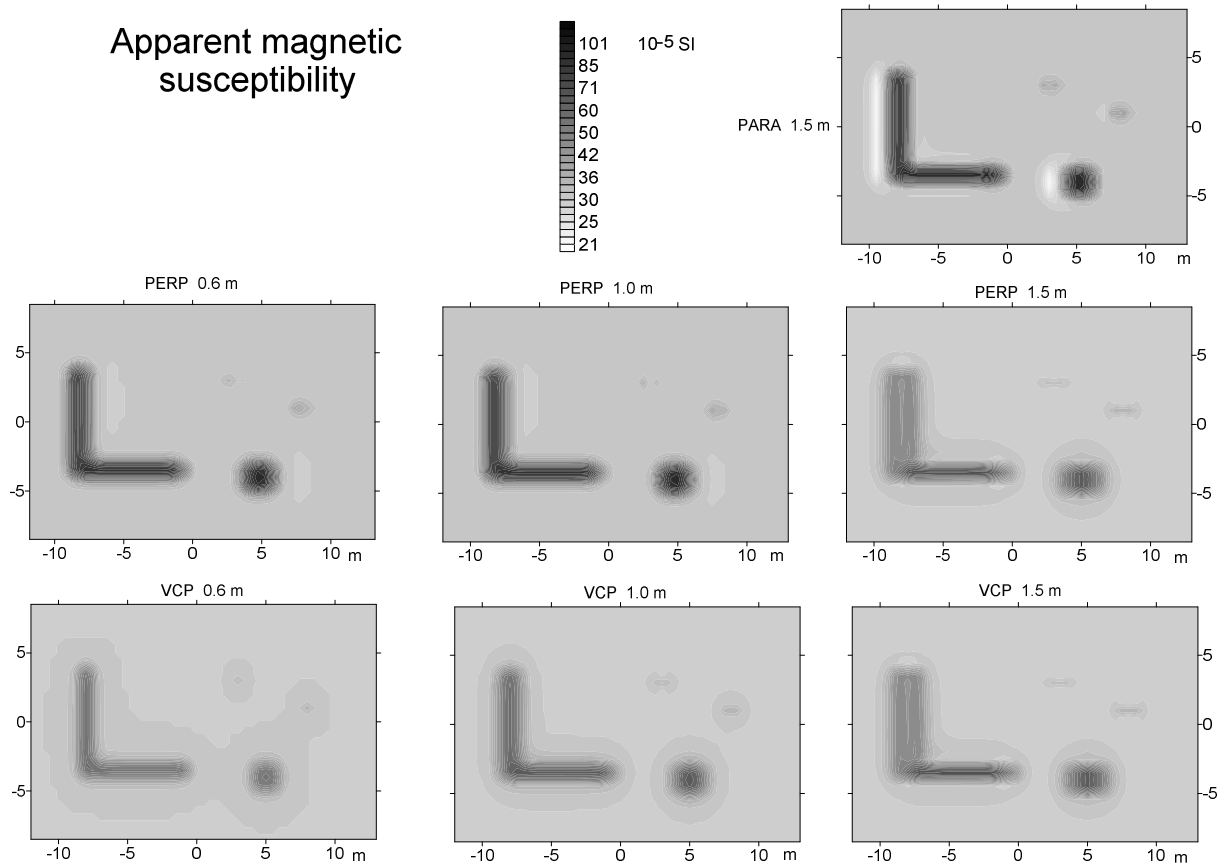 Apparent magnetic
susceptibility
101 10-5 SI
85
71
60
50
42
36
30
25
21
PARA 1.5 m
5
0
-5
-10 -5 0 5 10 m
PERP 0.6 m
5
0
-5
-10 -5 0 5 10 m
PERP 1.0 m
-10 -5 0 5 10 m
PERP 1.5 m
5
0
-5
-10 -5 0 5 10 m
VCP 0.6 m
5
0
-5
-10 -5 0 5 10 m
VCP 1.0 m
-10 -5 0 5 10 m
VCP 1.5 m
5
0
-5
-10 -5 0 5 10 m